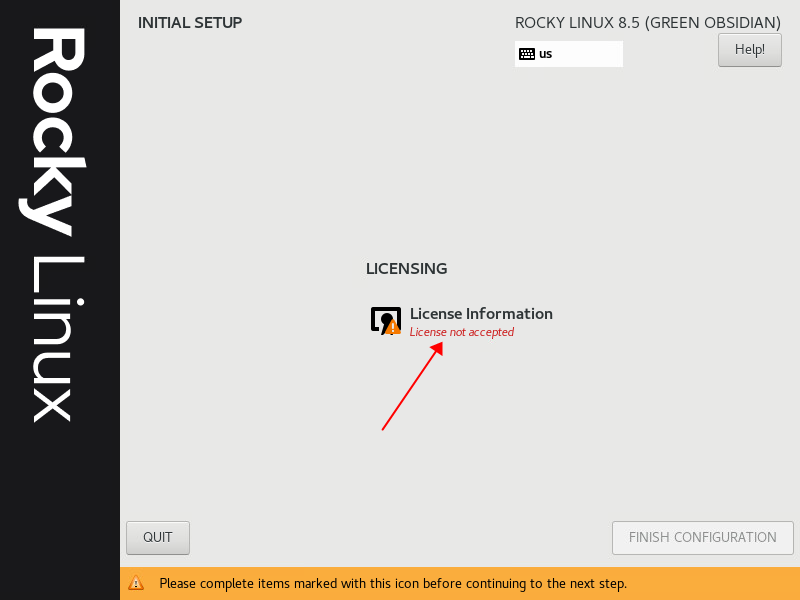 Rocky Linux
INITIAL SETUP
ROCKY LINUX 8.5 (GREEN OBSIDIAN)
us
Help!
LICENSING
License Information
License not accepted
QUIT
FINISH CONFIGURATION
Please complete items marked with this icon before continuing to the next step.